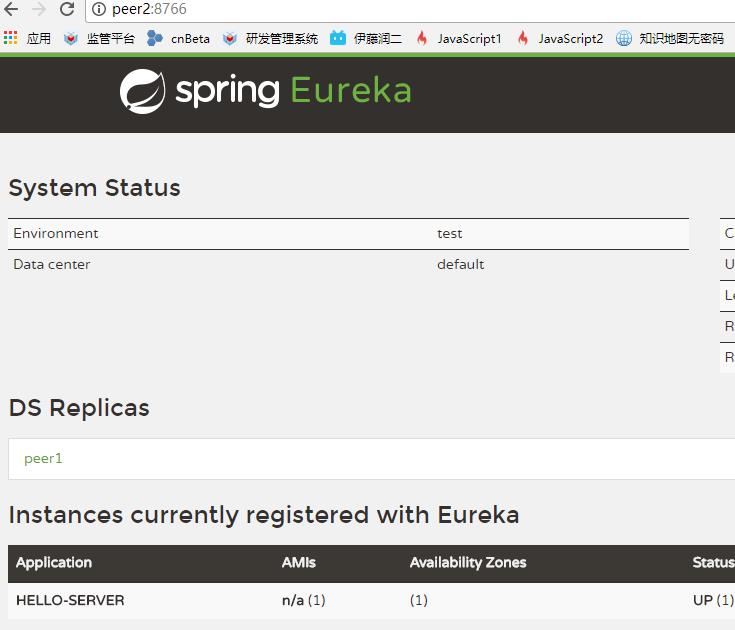 peer2:8766
应用 监管平台 cnBeta 研发管理系统 伊藤润二 JavaScript1 JavaScript2 知识地图无密码
spring Eureka
System Status
Environment test C
Data center default U
Le
R
R
DS Replicas
peer1
Instances currently registered with Eureka
Application AMIs Availability Zones Status
HELLO-SERVER n/a (1) (1) UP (1)